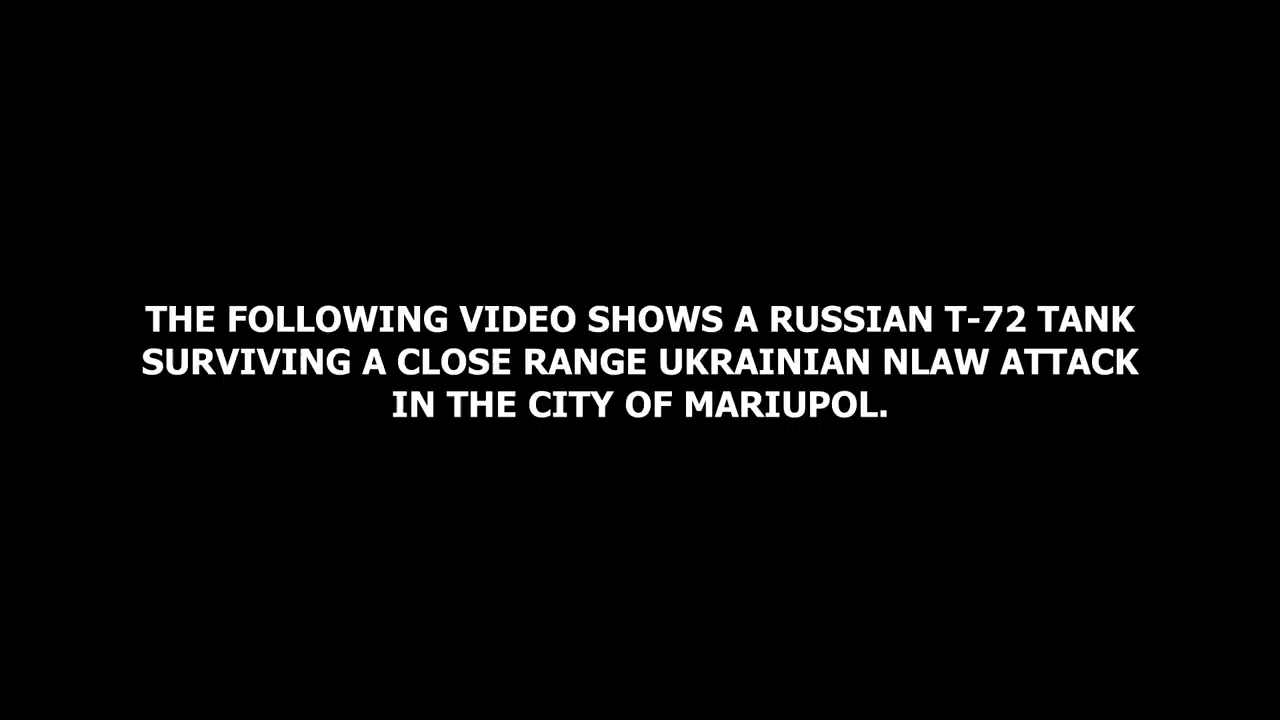 THE FOLLOWING VIDEO SHOWS A RUSSIAN T-72 TANK
SURVIVING A CLOSE RANGE UKRAINIAN NLAW ATTACK
IN THE CITY OF MARIUPOL.